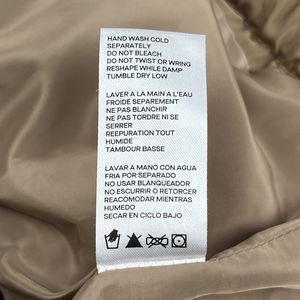 HAND WASH COLD
SEPARATELY
DO NOT BLEACH
DO NOT TWIST OR WRING
RESHAPE WHILE DAMP
TUMBLE DRY LOW
LAVER A LA MAIN A L'EAU
FROIDE SEPAREMENT
NE PAS BLANCHIR
NE PAS TORDRE NI SE
SERRER
REEPURATION TOUT
HUMIDE
TAMBOUR BASSE
LAVAR A MANO CON AGUA
FRIA POR SEPARADO
NO USAR BLANQUEADOR
NO ESCURRIR O RETORCER
REACOMODAR MIENTRAS
HUMEDO
SECAR EN CICLO BAJO